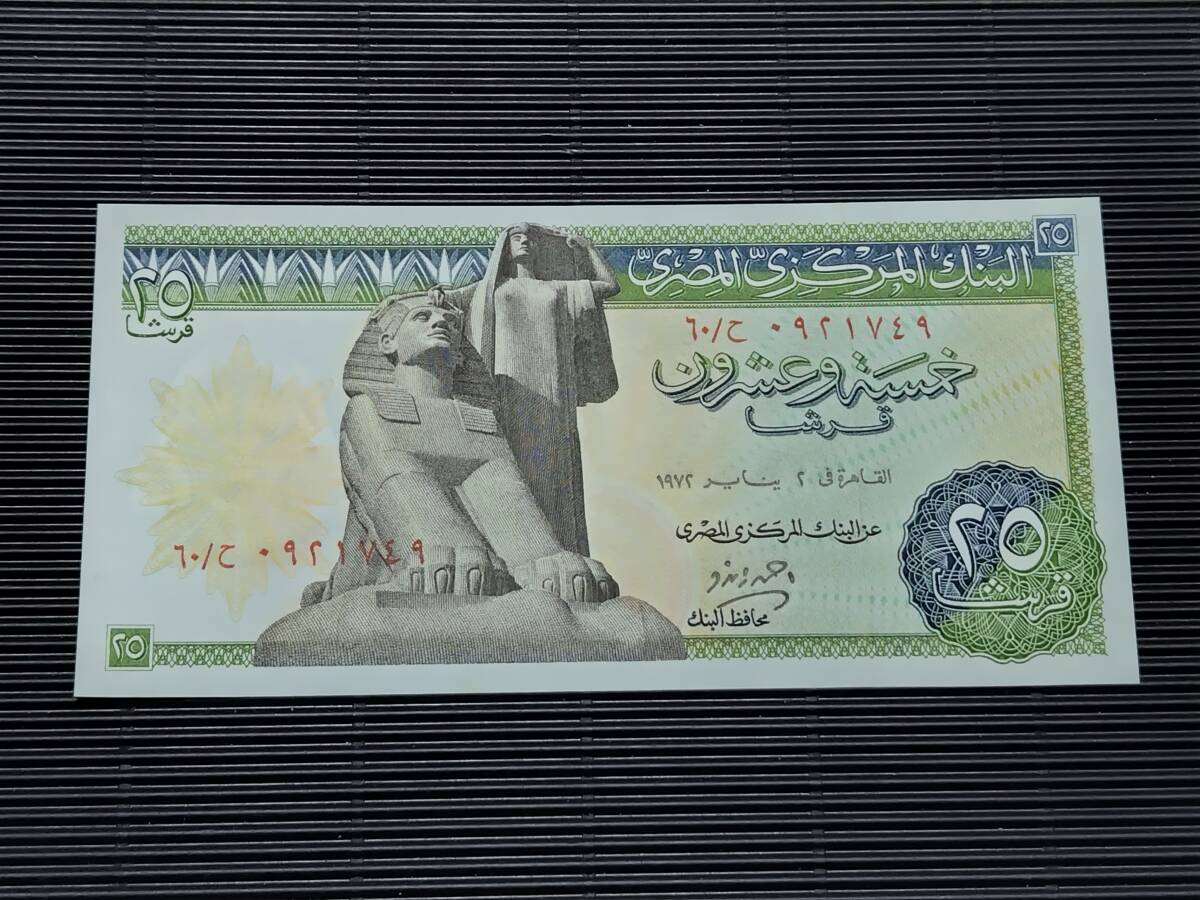 ٢٥
البنك المركزى المصرى
٢٥
قرشا
٦٠/ح ٠٩٢١٧٤٩
خمسة وعشرون
قرشا
القاهرة فى ٢ يناير ١٩٧٢
عن البنك المركزى المصرى
٦٠/ح ٠٩٢١٧٤٩
٢٥
قرشا
محافظ البنك
٢٥